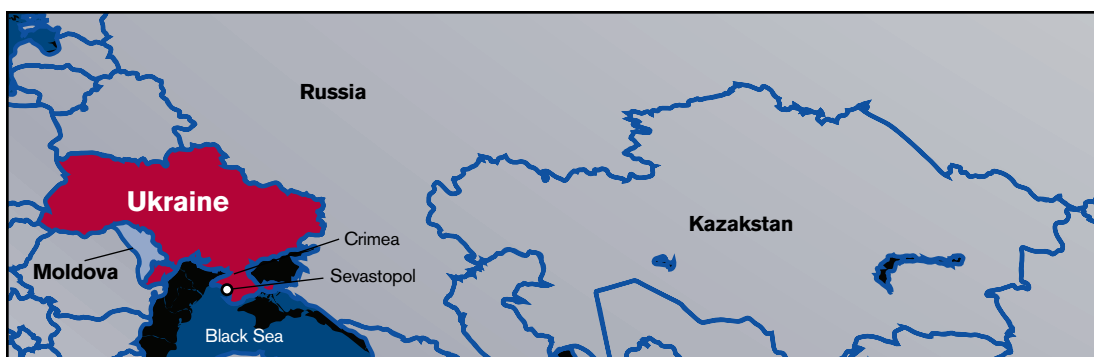 Russia
Ukraine
Kazakstan
Crimea
Moldova
Sevastopol
Black Sea